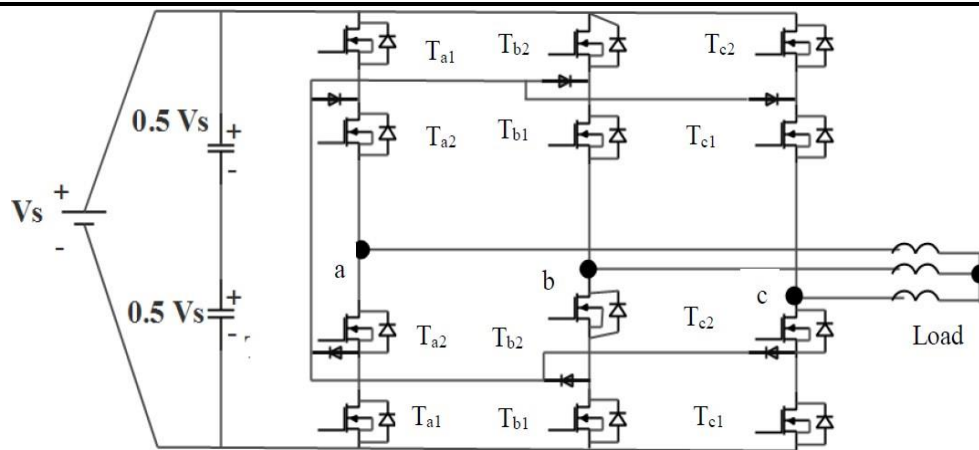 Ta1
Tb2
Tc2
0.5 Vs
+
-
Ta2
Tb1
Tc1
+
Vs
-
a
b
c
0.5 Vs
+
-
Ta2
Tb2
Tc2
Load
Ta1
Tb1
Tc1